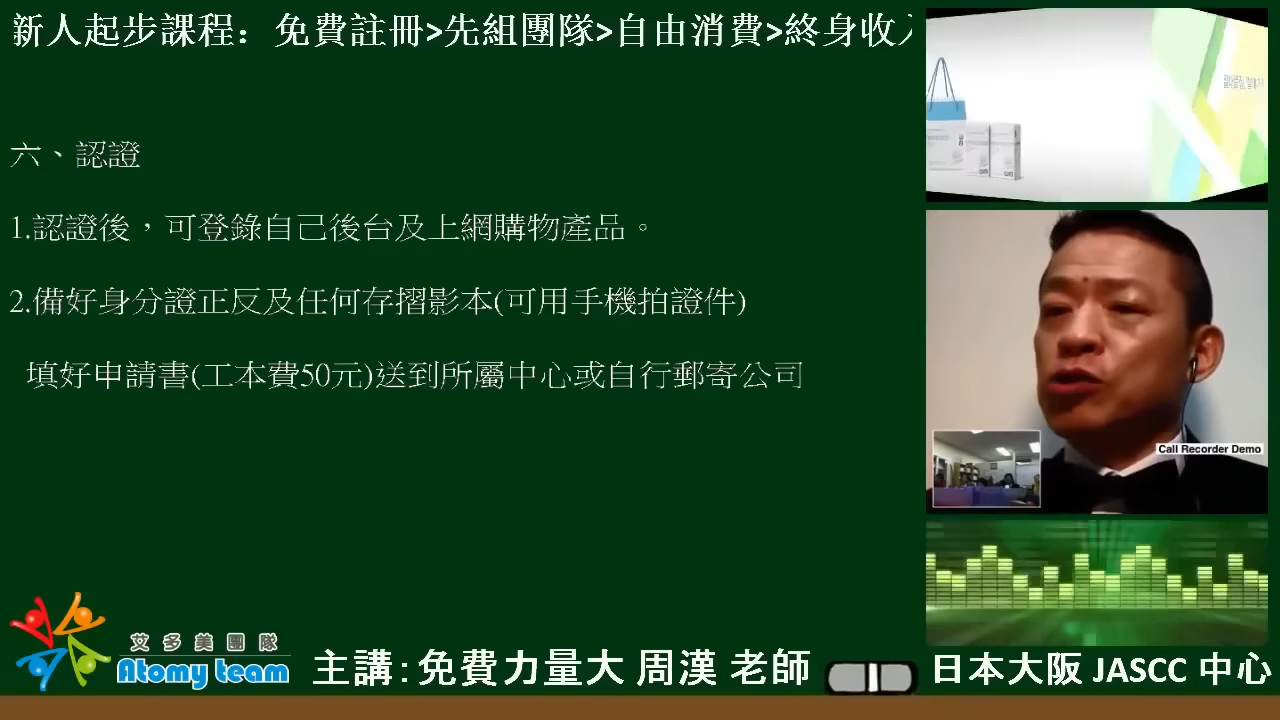 新人起步課程：免費註冊>先組團隊>自由消費>終身收入
六、認證
1.認證後，可登錄自己後台及上網購物產品。
2.備好身分證正反及任何存摺影本(可用手機拍證件)
填好申請書(工本費50元)送到所屬中心或自行郵寄公司
Call Recorder Demo
艾多美團隊
Atomy team
主講:免費力量大 周漢 老師
日本大阪 JASCC 中心